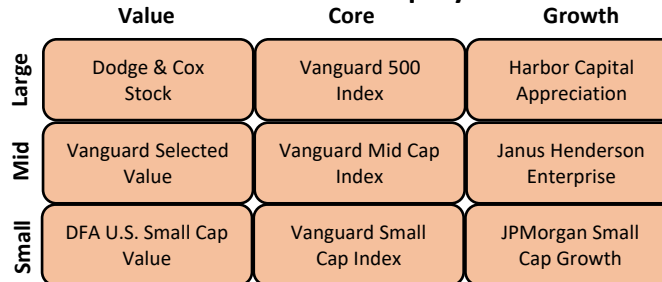 Value Core Growth
Large
Dodge & Cox
Stock
Vanguard 500
Index
Harbor Capital
Appreciation
Mid
Vanguard Selected
Value
Vanguard Mid Cap
Index
Janus Henderson
Enterprise
Small
DFA U.S. Small Cap
Value
Vanguard Small
Cap Index
JPMorgan Small
Cap Growth